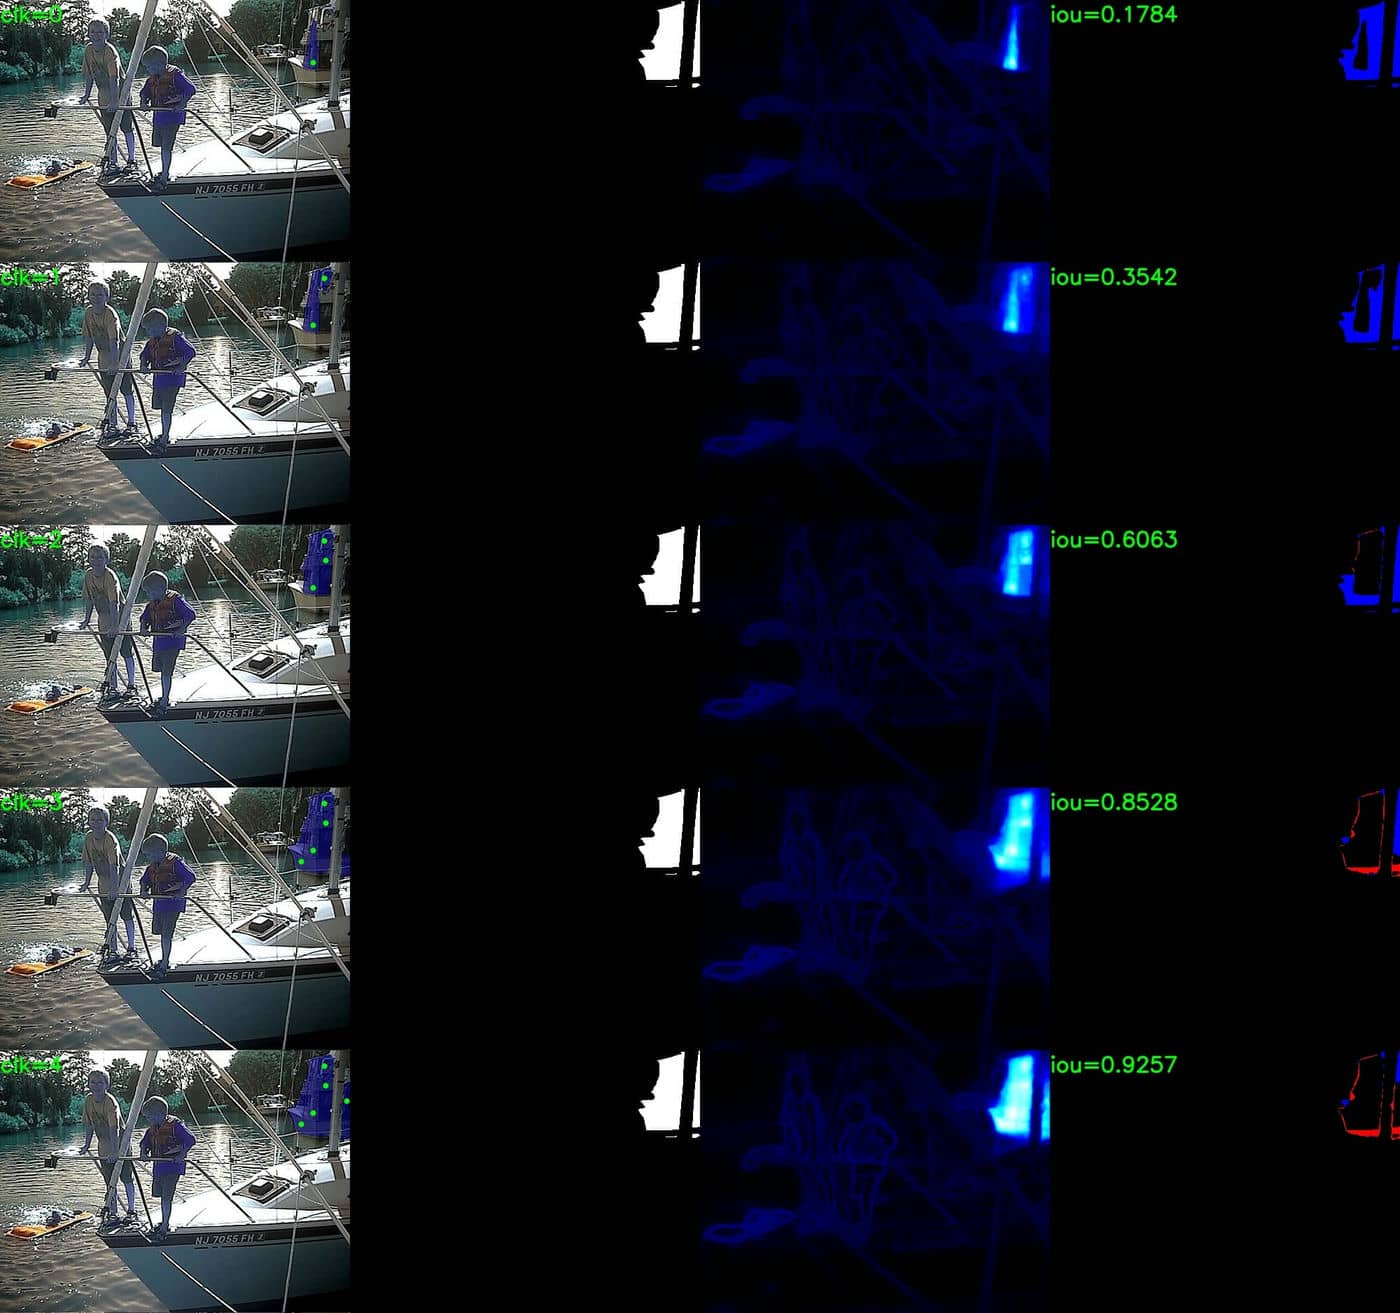 clk=0
iou=0.1784
NJ 7055 FH
clk=1
iou=0.3542
NJ 7055 FH
clk=2
iou=0.6063
NJ 7055 FH
clk=3
iou=0.8528
NJ 7055 FH
clk=4
iou=0.9257
NJ 7055 FH